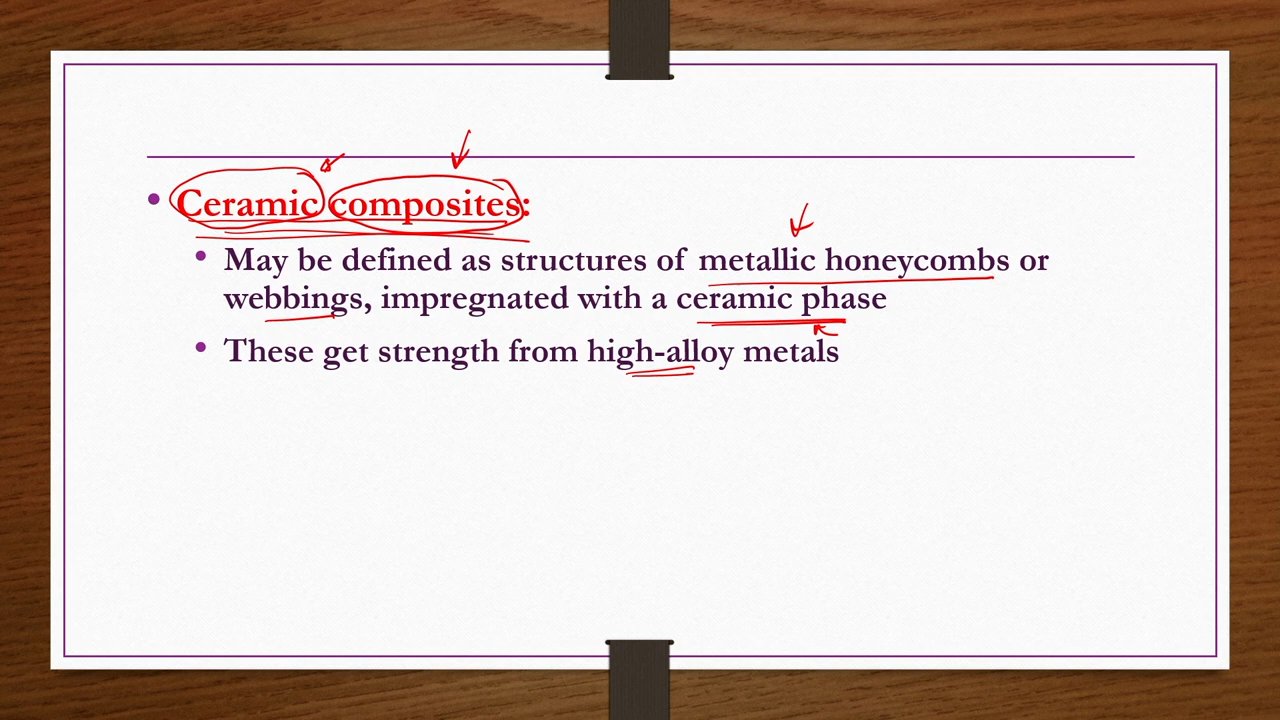 • Ceramic composites:
• May be defined as structures of metallic honeycombs or
webbings, impregnated with a ceramic phase
• These get strength from high-alloy metals